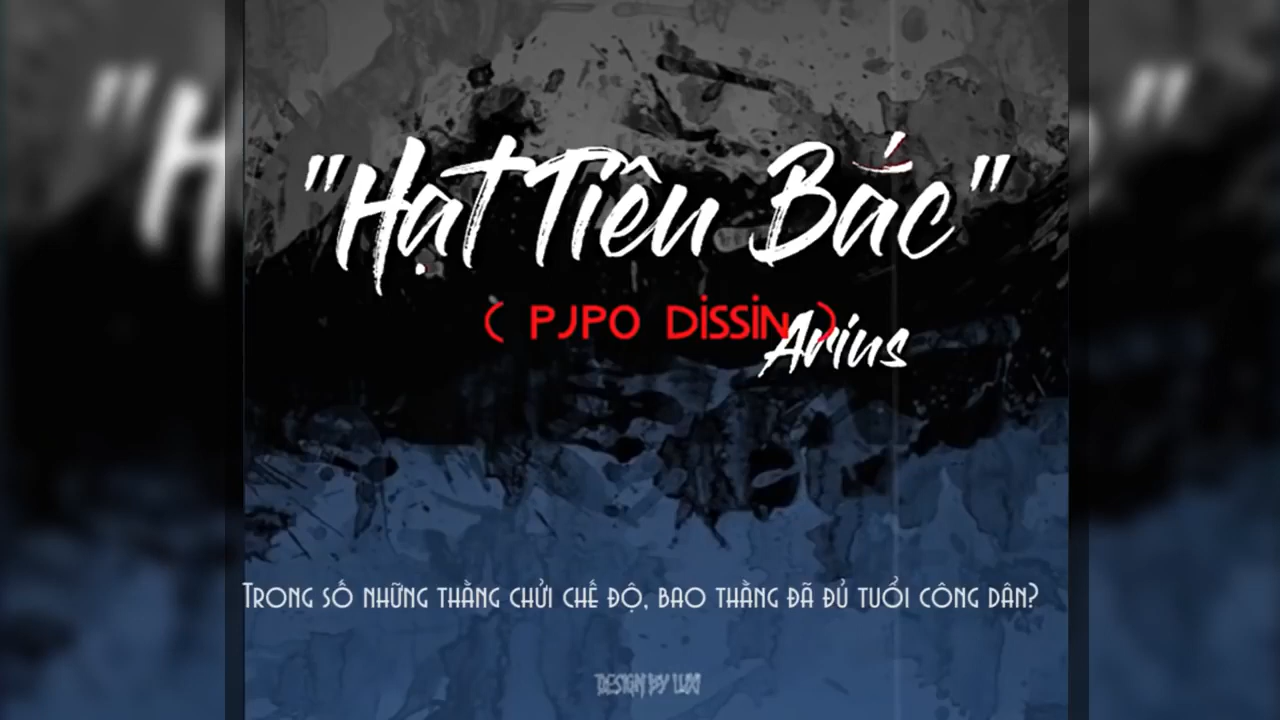 "Hạt Tiêu Bắc"
( PJPO DISSIN )
Arius
TRONG SỐ NHỮNG THẰNG CHỬI CHẾ ĐỘ, BAO THẰNG ĐÃ ĐỦ TUỔI CÔNG DÂN?
DESIGN BY LUXI